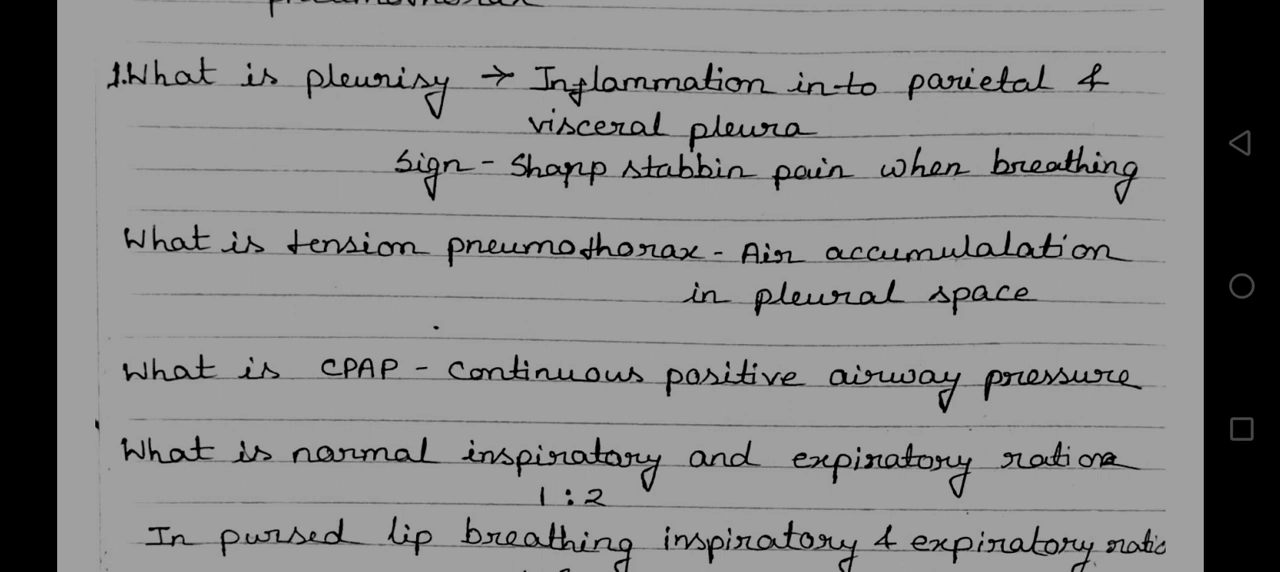 1.What is pleurisy → Inflammation in to parietal &
visceral pleura
Sign - Sharp stabbin pain when breathing
What is tension pneumothorax - Air accumulalation
in pleural space
What is CPAP - Continuous positive airway pressure
What is normal inspiratory and expiratory ration
1 : 2
In pursed lip breathing inspiratory & expiratory ratio